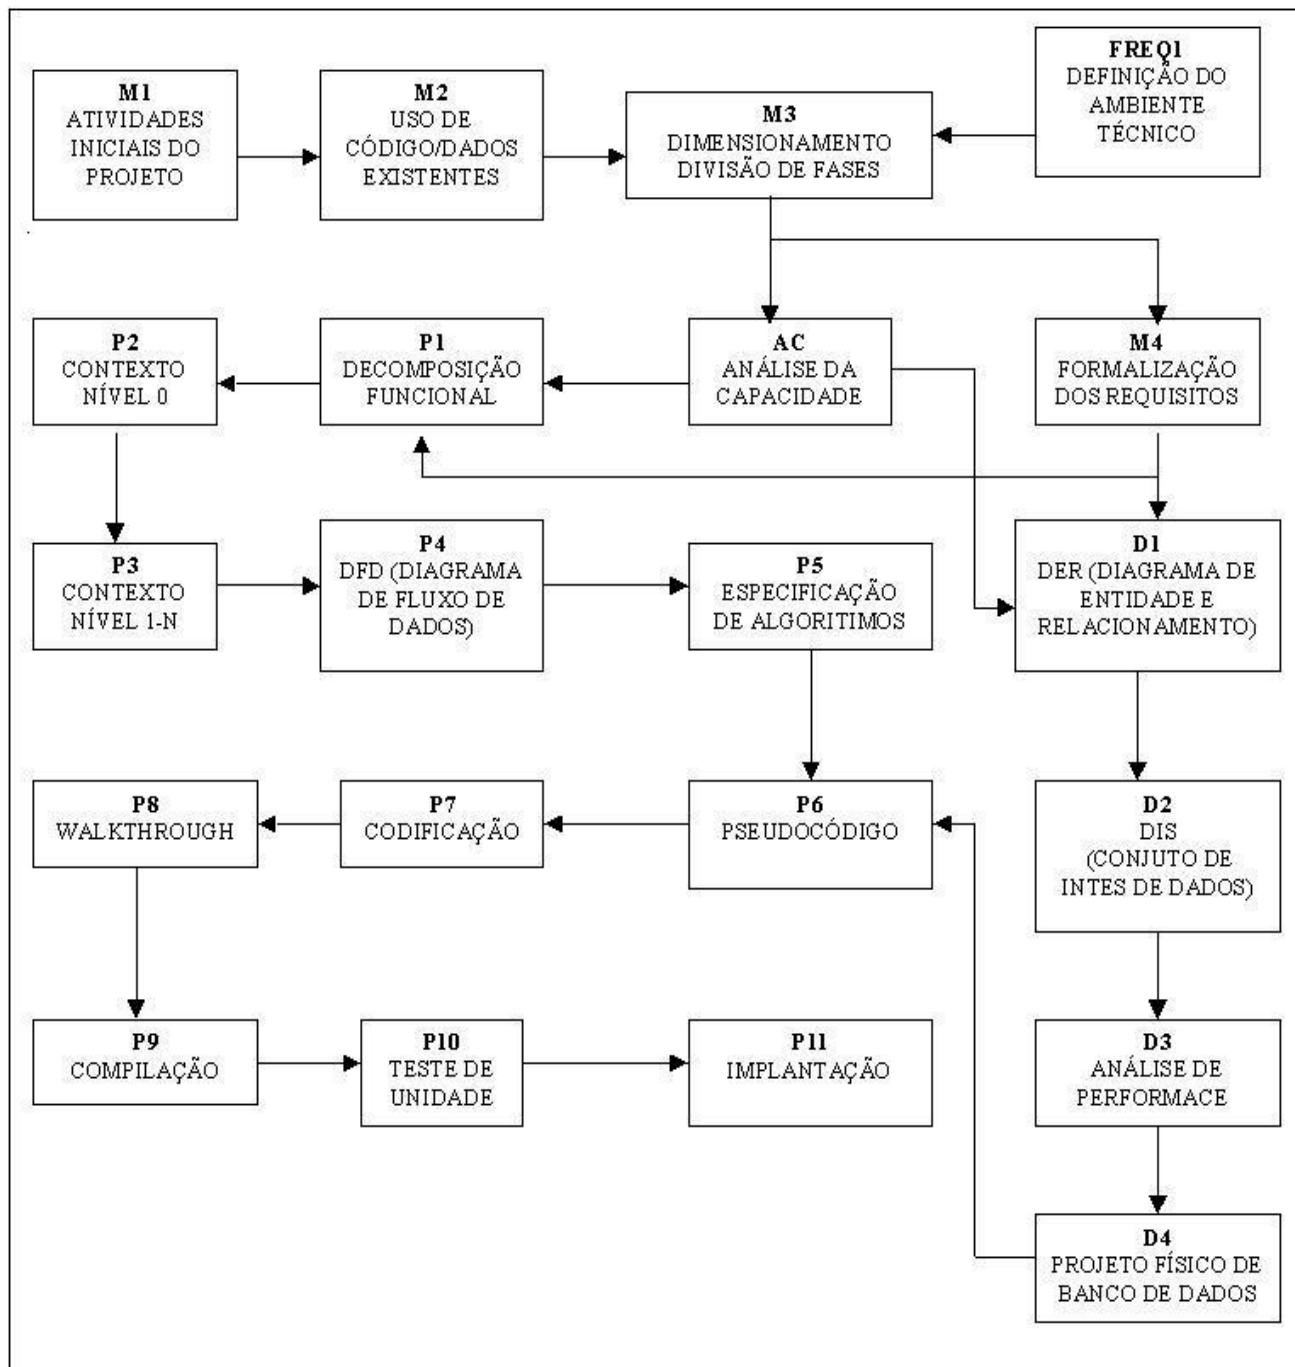 M1
ATIVIDADES
INICIAIS DO
PROJETO
M2
USO DE
CÓDIGO/DADOS
EXISTENTES
M3
DIMENSIONAMENTO
DIVISÃO DE FASES
FREQ1
DEFINIÇÃO DO
AMBIENTE
TÉCNICO
P2
CONTEXTO
NÍVEL 0
P1
DECOMPOSIÇÃO
FUNCIONAL
AC
ANÁLISE DA
CAPACIDADE
M4
FORMALIZAÇÃO
DOS REQUISITOS
P3
CONTEXTO
NÍVEL 1-N
P4
DFD (DIAGRAMA
DE FLUXO DE
DADOS)
P5
ESPECIFICAÇÃO
DE ALGORITIMOS
D1
DER (DIAGRAMA DE
ENTIDADE E
RELACIONAMENTO)
P8
WALKTHROUGH
P7
CODIFICAÇÃO
P6
PSEUDOCÓDIGO
D2
DIS
(CONJUTO DE
INTES DE DADOS)
P9
COMPILAÇÃO
P10
TESTE DE
UNIDADE
P11
IMPLANTAÇÃO
D3
ANÁLISE DE
PERFORMACE
D4
PROJETO FÍSICO DE
BANCO DE DADOS